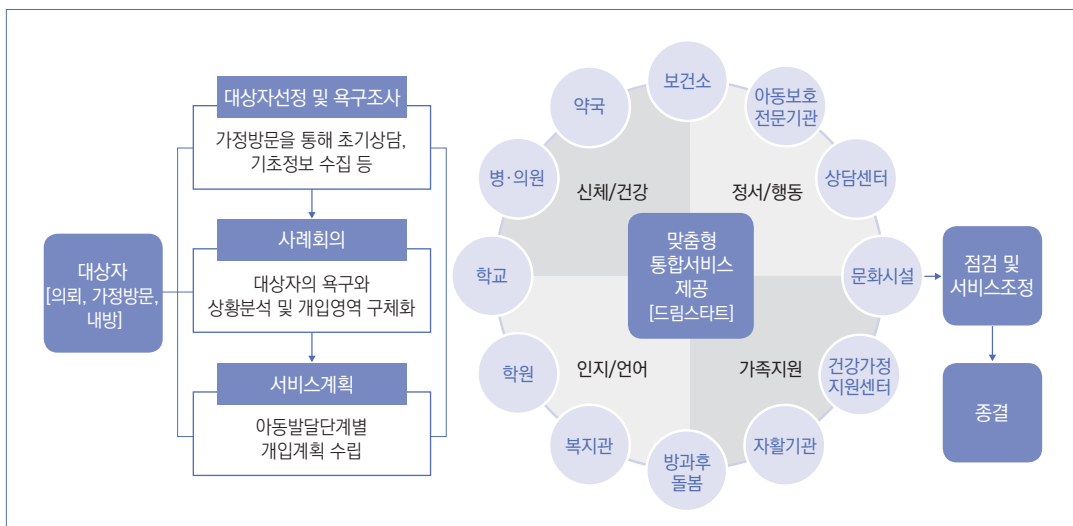 대상자
[의뢰, 가정방문,
내방]
대상자선정 및 욕구조사
가정방문을 통해 초기상담,
기초정보 수집 등
사례회의
대상자의 욕구와
상황분석 및 개입영역 구체화
서비스계획
아동발달단계별
개입계획 수립
보건소
아동보호
전문기관
상담센터
문화시설
건강가정
지원센터
자활기관
방과후
돌봄
복지관
학원
학교
병·의원
약국
신체/건강
정서/행동
인지/언어
가족지원
맞춤형
통합서비스
제공
[드림스타트]
점검 및
서비스조정
종결